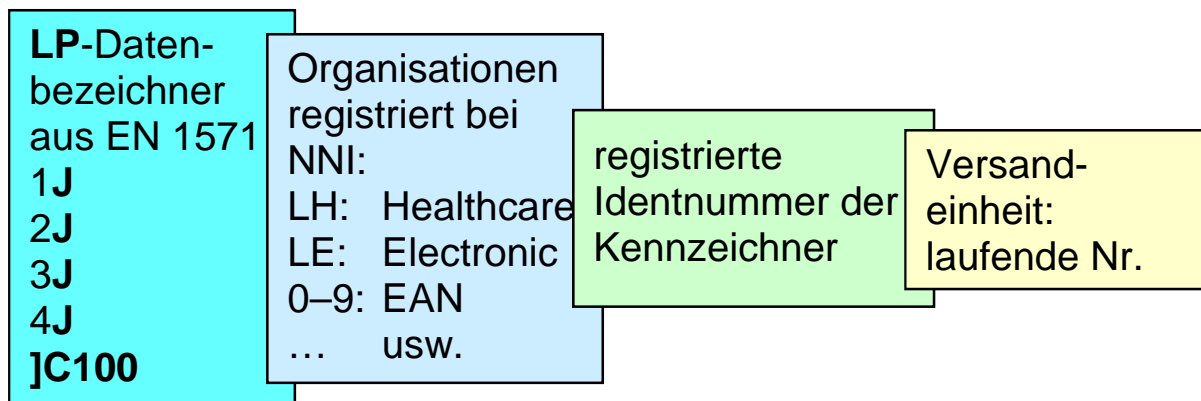 LP-Daten-
bezeichner
aus EN 1571
1J
2J
3J
4J
]C100
Organisationen
registriert bei
NNI:
LH: Healthcare
LE: Electronic
0–9: EAN
… usw.
registrierte
Identnummer der
Kennzeichner
Versand-
einheit:
laufende Nr.